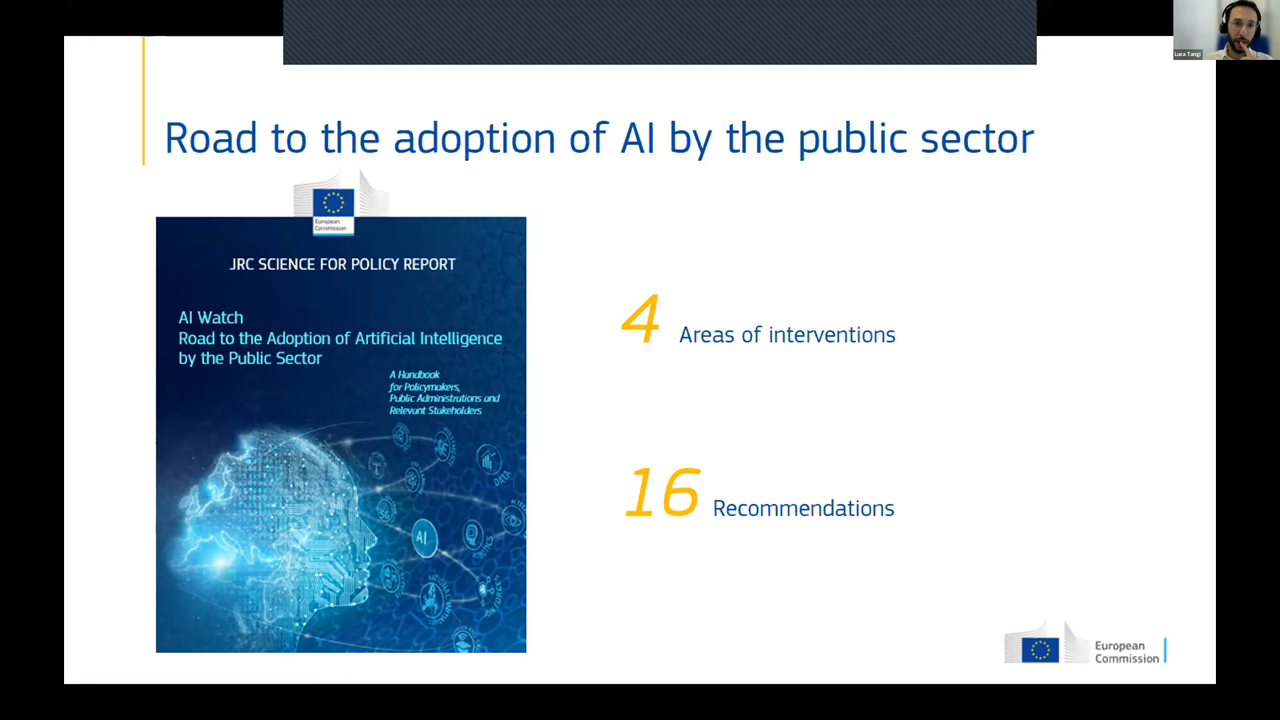 Luca Tangi
Road to the adoption of AI by the public sector
European
Commission
JRC SCIENCE FOR POLICY REPORT
AI Watch
Road to the Adoption of Artificial Intelligence
by the Public Sector
A Handbook
for Policymakers,
Public Administrations and
Relevant Stakeholders
DATA
AI
4 Areas of interventions
16 Recommendations
European
Commission